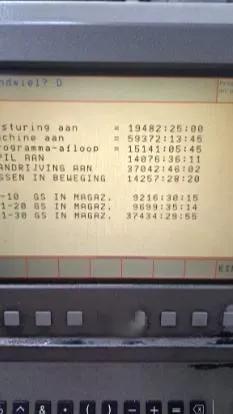 ndwiel? D
sturing aan = 19482:25:00
chine aan = 59372:13:45
rogramma-afloop = 15141:05:45
PIL AAN 14076:36:11
ANDRIJVING AAN 37042:46:02
SSEN IN BEWEGING 14257:28:20
-10 GS IN MAGAZ. 9216:30:15
1-20 GS IN MAGAZ. 9699:35:14
1-30 GS IN MAGAZ. 37434:29:55
^ & * ( ) - + =